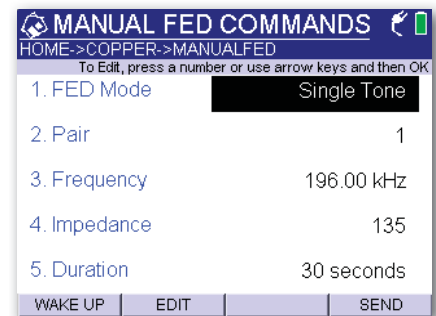 MANUAL FED COMMANDS
HOME->COPPER->MANUALFED
To Edit, press a number or use arrow keys and then OK
1. FED Mode Single Tone
2. Pair 1
3. Frequency 196.00 kHz
4. Impedance 135
5. Duration 30 seconds
WAKE UP EDIT SEND